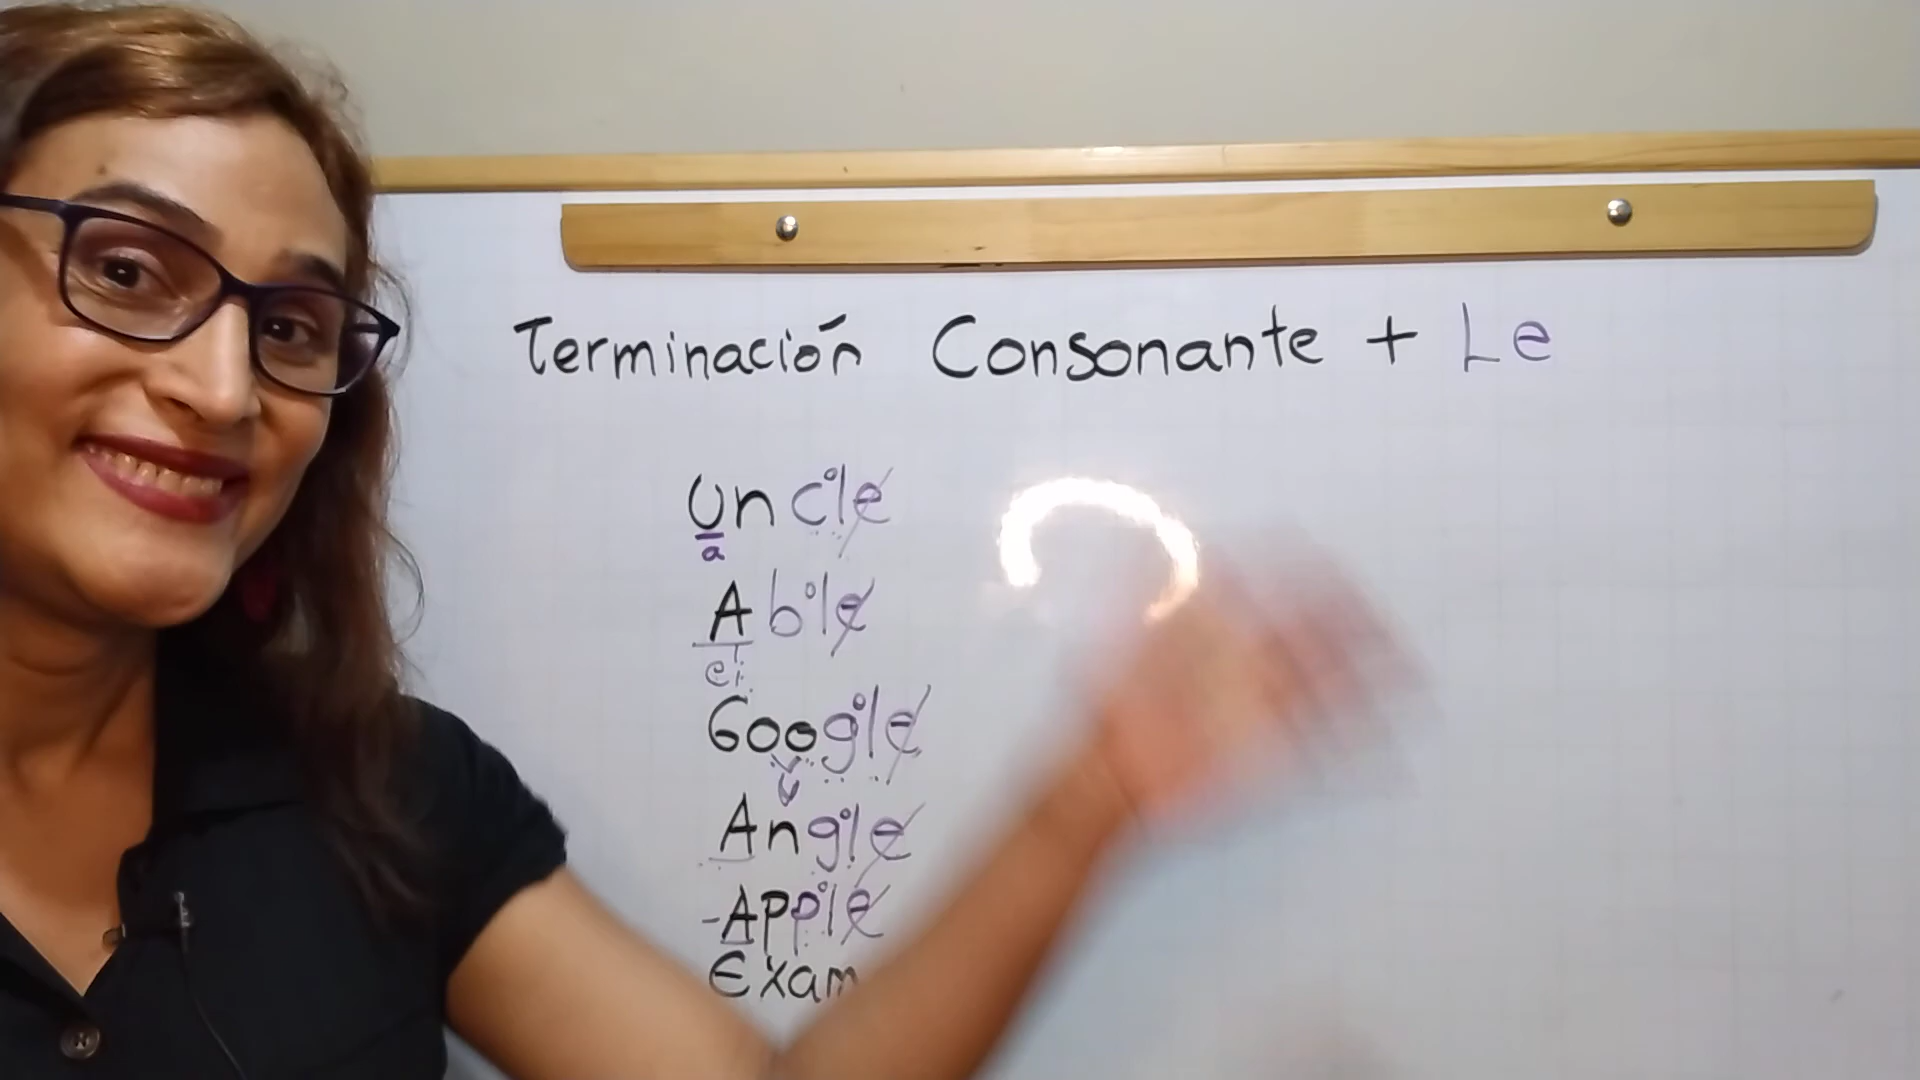 Terminación Consonante + Le
Uncle
a
Able
ei
Google
u
Angle
-Apple
Exam